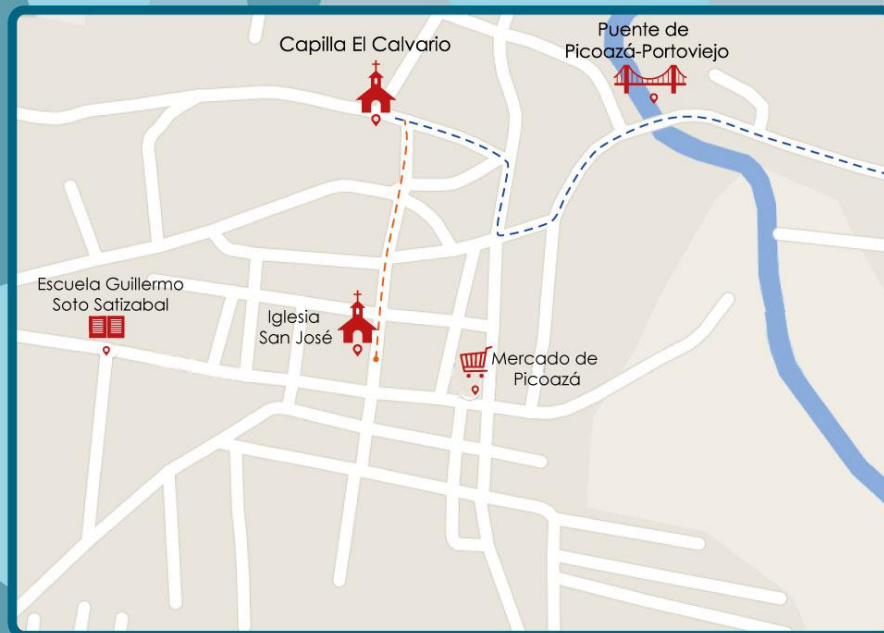 Capilla El Calvario
Puente de
Picoazá-Portoviejo
Escuela Guillermo
Soto Satizabal
Iglesia
San José
Mercado de
Picoazá